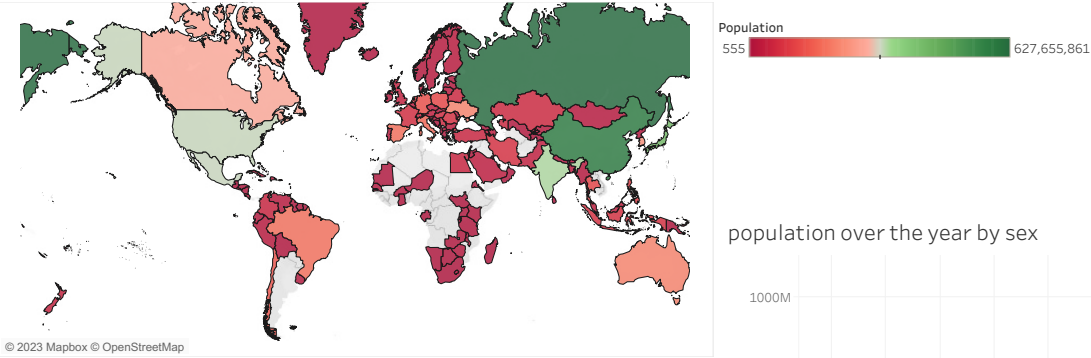 Population
555 627,655,861
population over the year by sex
1000M
© 2023 Mapbox © OpenStreetMap